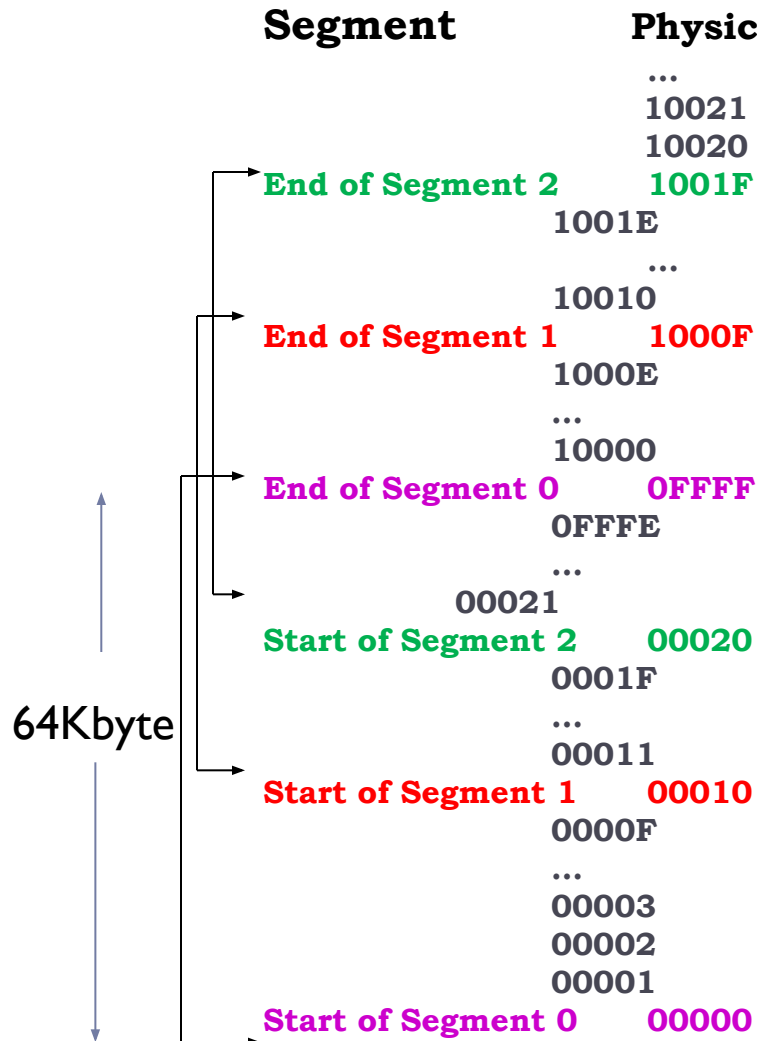 Segment Physic
...
10021
10020
End of Segment 2 1001F
1001E
...
10010
End of Segment 1 1000F
1000E
...
10000
End of Segment 0 0FFFF
0FFFE
...
00021
Start of Segment 2 00020
0001F
64Kbyte
...
00011
Start of Segment 1 00010
0000F
...
00003
00002
00001
Start of Segment 0 00000